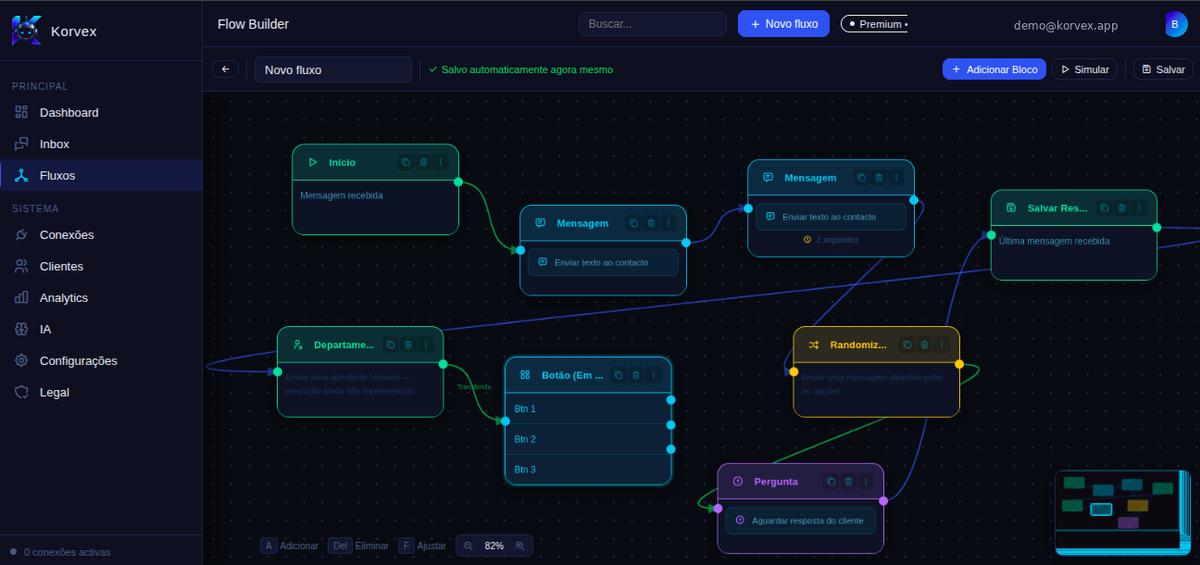 Korvex
Flow Builder
Buscar...
+ Novo fluxo
Premium
demo@korvex.app
B
Novo fluxo
✓ Salvo automaticamente agora mesmo
+ Adicionar Bloco
Simular
Salvar
PRINCIPAL
Dashboard
Inbox
Fluxos
SISTEMA
Conexões
Clientes
Analytics
IA
Configurações
Legal
0 conexões activas
Início
Mensagem recebida
Mensagem
Enviar texto ao contacto
Mensagem
Enviar texto ao contacto
3 segundos
Salvar Res...
Última mensagem recebida
Departame...
Enviar para atendente humano —
execução ainda não implementada
Transferido
Botão (Em ...
Btn 1
Btn 2
Btn 3
Randomiz...
Enviar uma mensagem aleatória entre
as opções
Pergunta
Aguardar resposta do cliente
A Adicionar Del Eliminar F Ajustar 82%